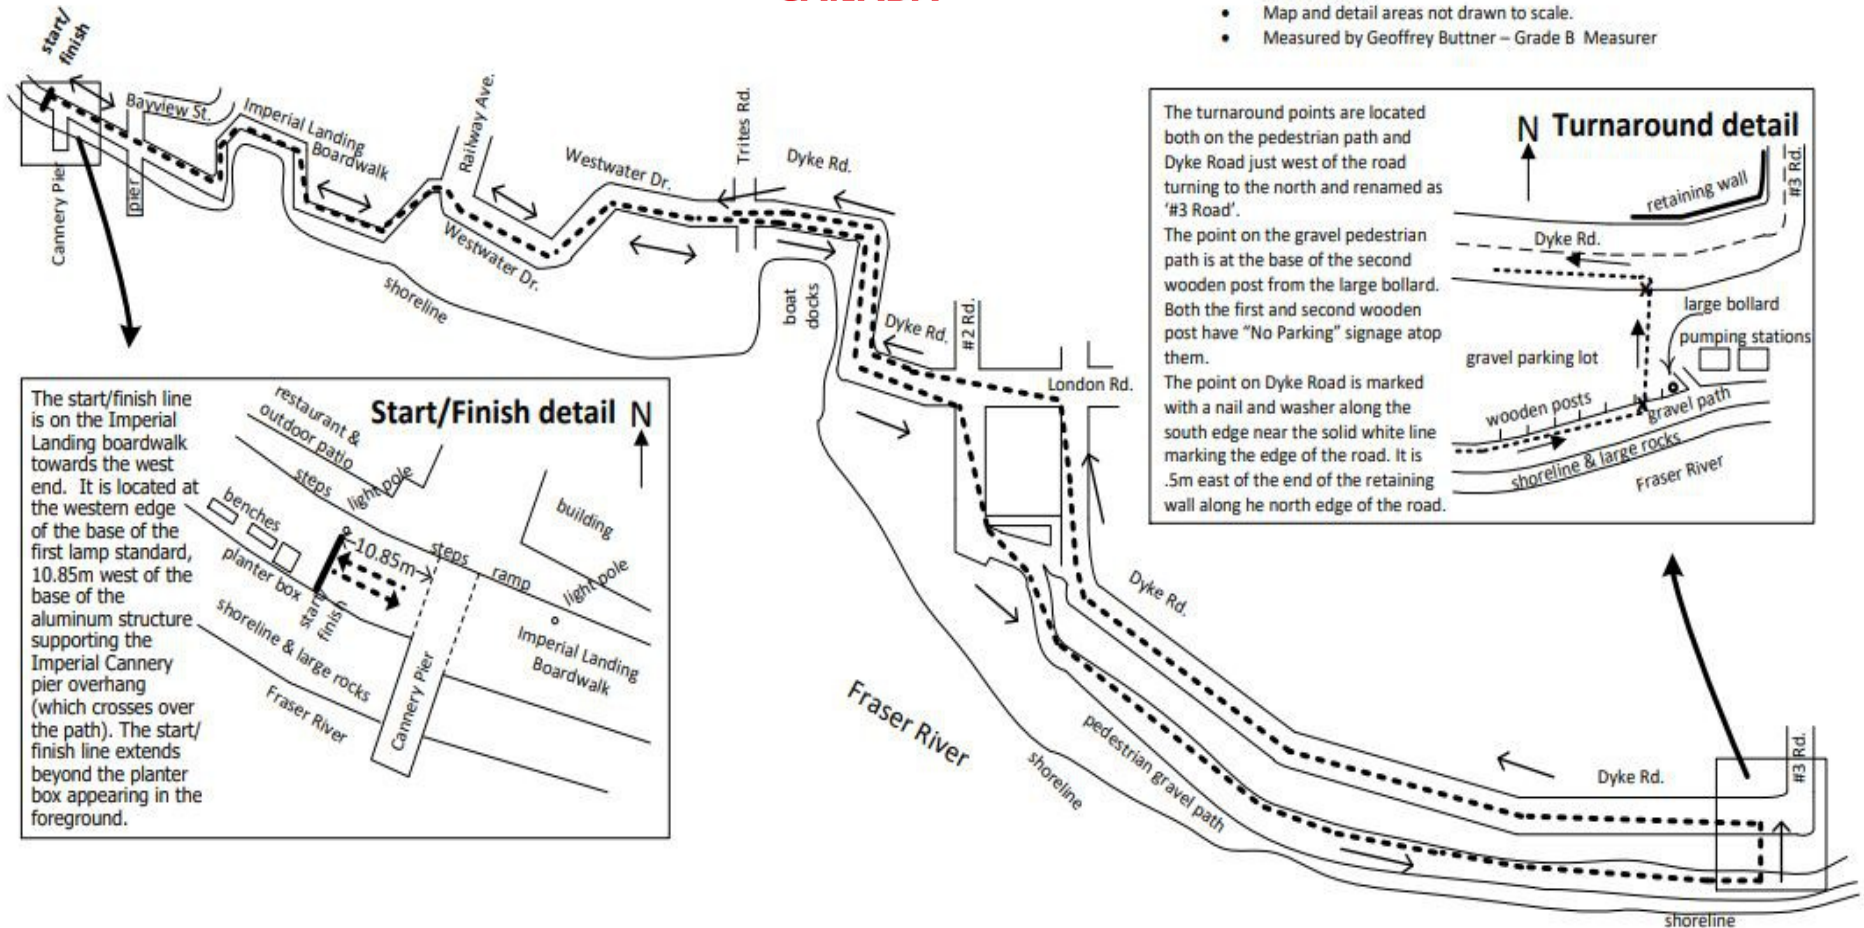 • Map and detail areas not drawn to scale.
• Measured by Geoffrey Buttner – Grade B Measurer
start/
finish
Bayview St.
Imperial Landing
Boardwalk
Railway Ave.
Westwater Dr.
Trites Rd.
Dyke Rd.
Cannery Pier
pier
Westwater Dr.
shoreline
boat
docks
Dyke Rd.
#2 Rd.
London Rd.
Dyke Rd.
Fraser River
pedestrian gravel path
shoreline
Dyke Rd.
#3 Rd.
shoreline
The turnaround points are located
both on the pedestrian path and
Dyke Road just west of the road
turning to the north and renamed as
‘#3 Road’.
The point on the gravel pedestrian
path is at the base of the second
wooden post from the large bollard.
Both the first and second wooden
post have “No Parking” signage atop
them.
The point on Dyke Road is marked
with a nail and washer along the
south edge near the solid white line
marking the edge of the road. It is
.5m east of the end of the retaining
wall along he north edge of the road.
N Turnaround detail
retaining wall
#3 Rd.
Dyke Rd.
X
large bollard
pumping stations
gravel parking lot
wooden posts
X
gravel path
shoreline & large rocks
Fraser River
The start/finish line
is on the Imperial
Landing boardwalk
towards the west
end. It is located at
the western edge
of the base of the
first lamp standard,
10.85m west of the
base of the
aluminum structure
supporting the
Imperial Cannery
pier overhang
(which crosses over
the path). The start/
finish line extends
beyond the planter
box appearing in the
foreground.
Start/Finish detail N
restaurant &
outdoor patio
steps
light pole
benches
building
10.85m
steps
ramp
light pole
planter box
start/
finish
shoreline & large rocks
Imperial Landing
Boardwalk
Cannery Pier
Fraser River